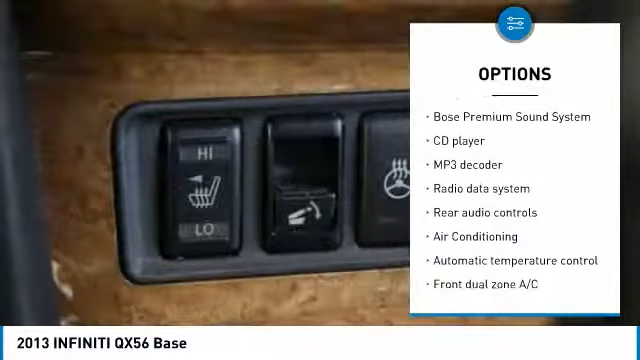 HI
LO
OPTIONS
Bose Premium Sound System
CD player
MP3 decoder
Radio data system
Rear audio controls
Air Conditioning
Automatic temperature control
Front dual zone A/C
2013 INFINITI QX56 Base